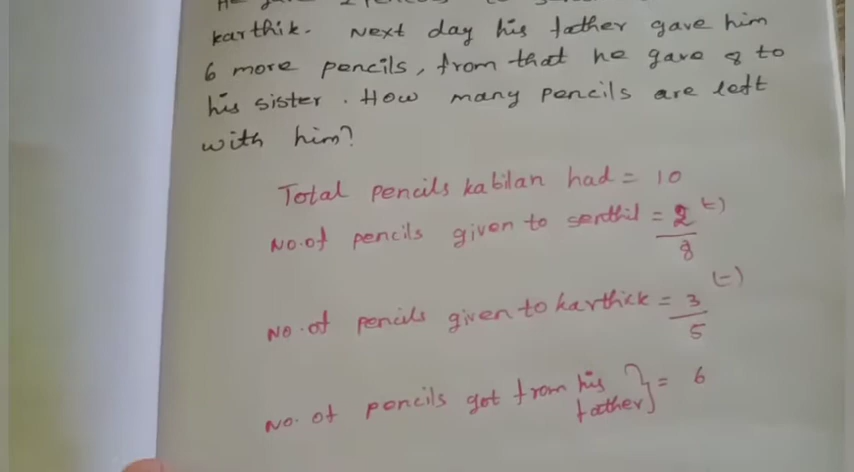 karthik. Next day his father gave him
6 more pencils, from that he gave 8 to
his sister. How many pencils are left
with him?
Total pencils kabilan had = 10
No. of pencils given to senthil = 2 (-)
8
No. of pencils given to karthick = 3 (-)
5
No. of pencils got from his father} = 6